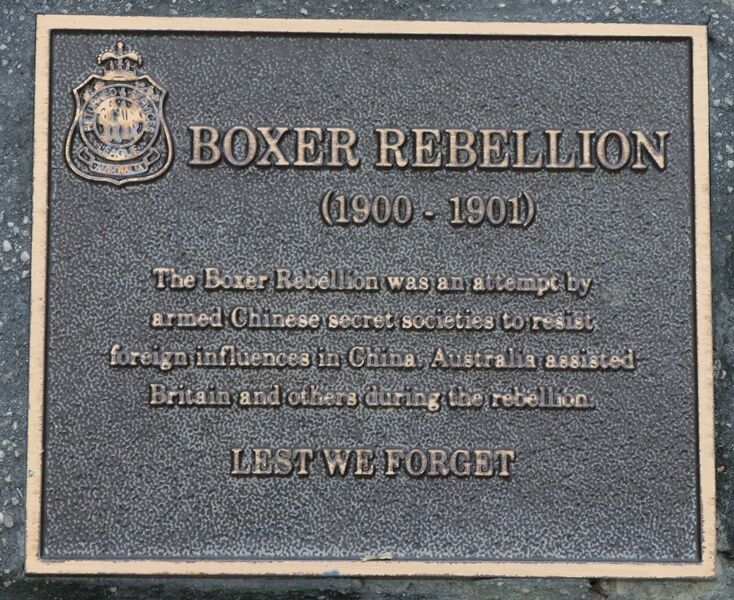 BOXER REBELLION
(1900 - 1901)
The Boxer Rebellion was an attempt by
armed Chinese secret societies to resist
foreign influences in China. Australia assisted
Britain and others during the rebellion.
LEST WE FORGET